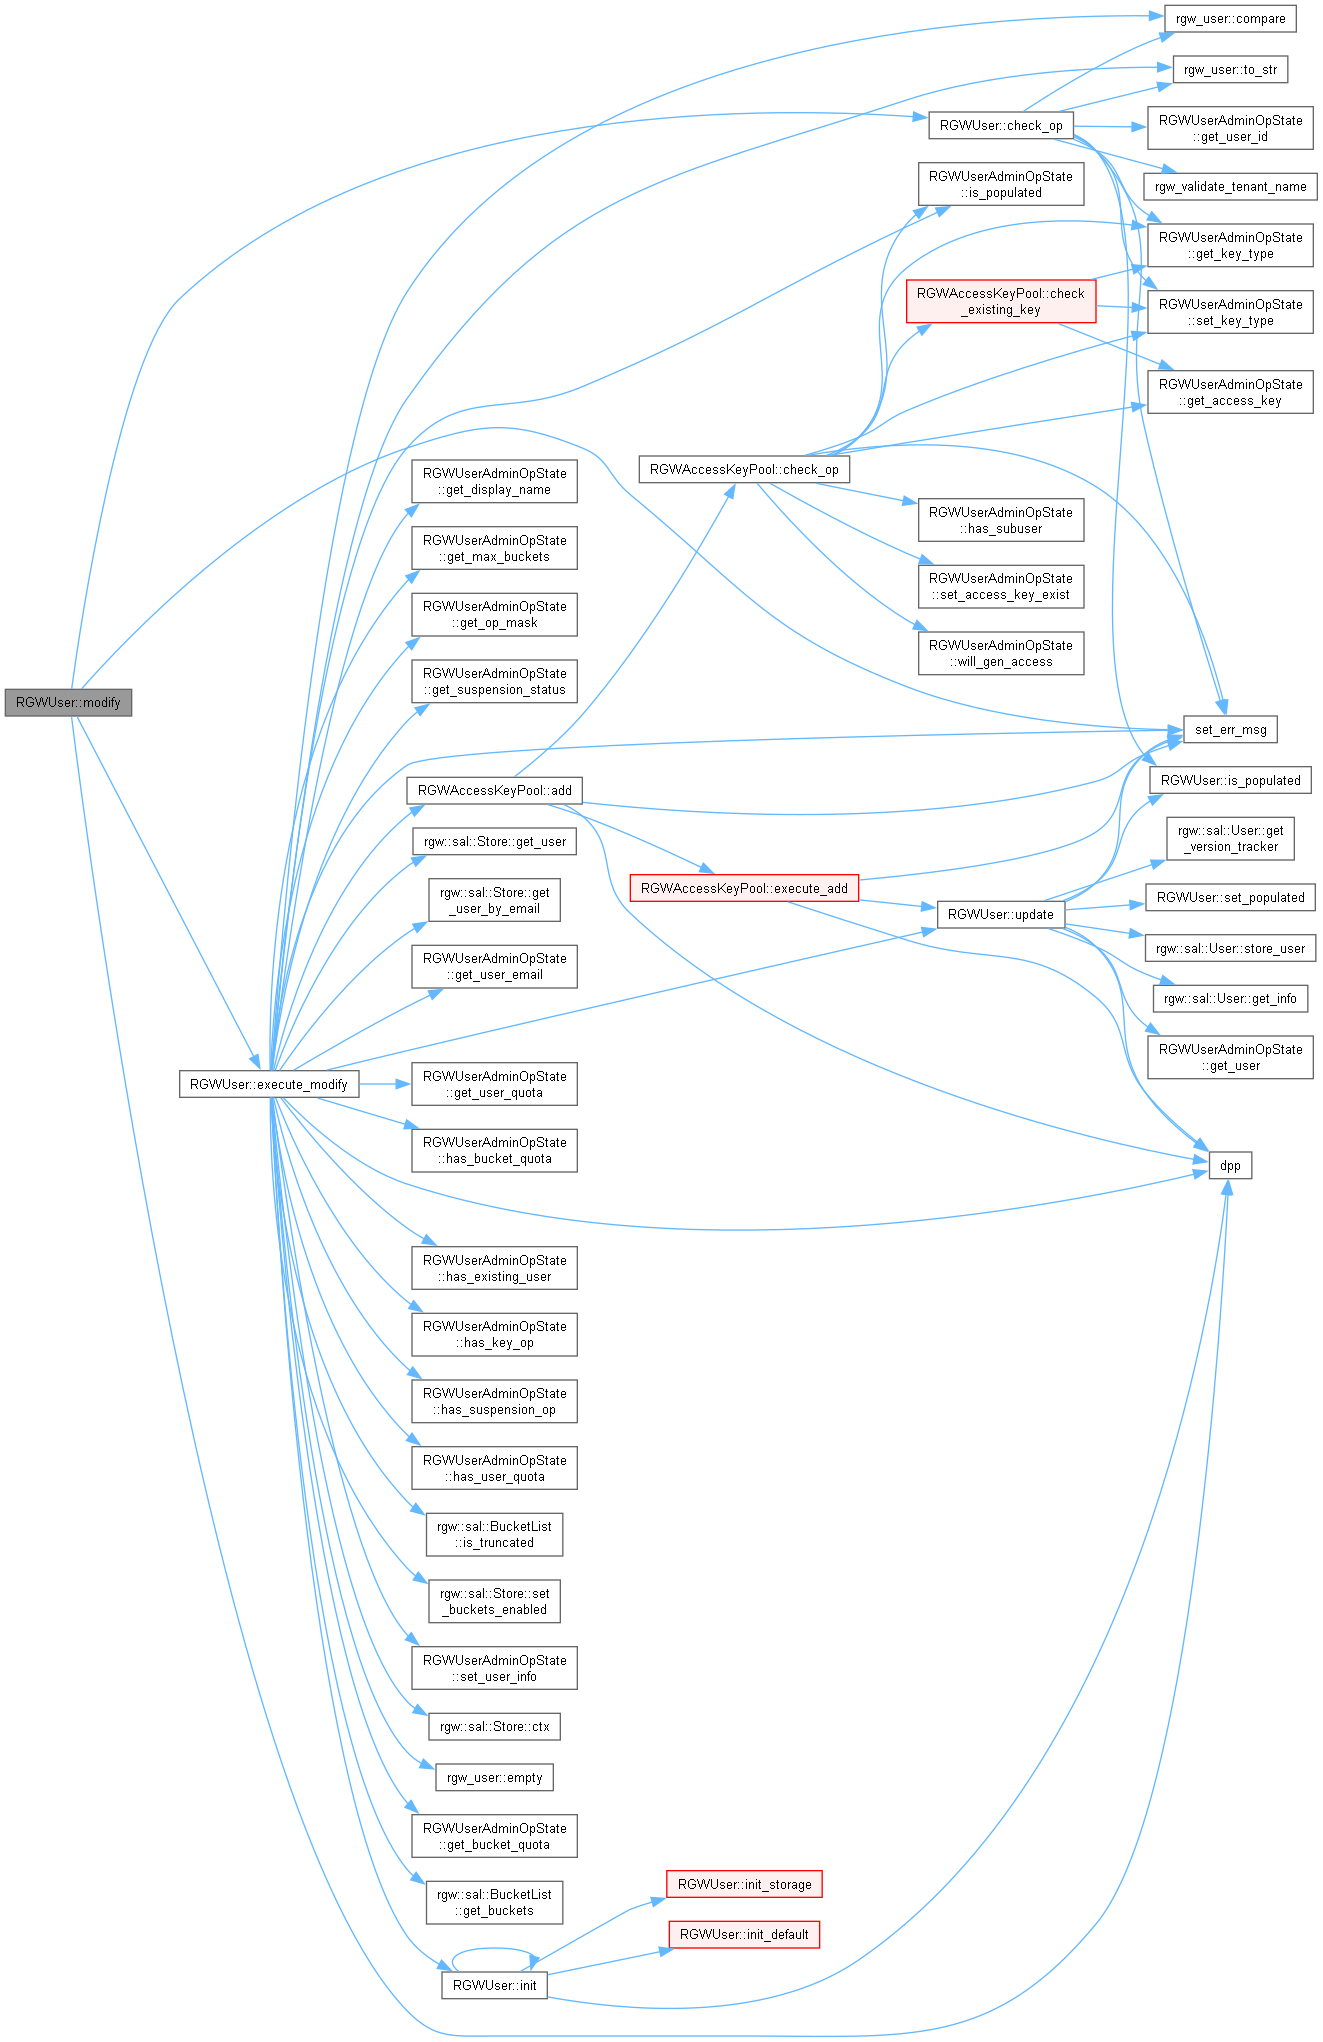 rgw_user::compare
rgw_user::to_str
RGWUser::check_op
RGWUserAdminOpState
::get_user_id
RGWUserAdminOpState
::is_populated
rgw_validate_tenant_name
RGWUserAdminOpState
::get_key_type
RGWAccessKeyPool::check
_existing_key
RGWUserAdminOpState
::set_key_type
RGWUserAdminOpState
::get_access_key
RGWAccessKeyPool::check_op
RGWUserAdminOpState
::get_display_name
RGWUserAdminOpState
::has_subuser
RGWUserAdminOpState
::get_max_buckets
RGWUserAdminOpState
::set_access_key_exist
RGWUserAdminOpState
::get_op_mask
RGWUserAdminOpState
::will_gen_access
RGWUserAdminOpState
::get_suspension_status
RGWUser::modify
set_err_msg
RGWUser::is_populated
RGWAccessKeyPool::add
rgw::sal::Store::get_user
rgw::sal::User::get
_version_tracker
RGWAccessKeyPool::execute_add
rgw::sal::Store::get
_user_by_email
RGWUser::set_populated
RGWUser::update
rgw::sal::User::store_user
RGWUserAdminOpState
::get_user_email
rgw::sal::User::get_info
RGWUserAdminOpState
::get_user
RGWUser::execute_modify
RGWUserAdminOpState
::get_user_quota
RGWUserAdminOpState
::has_bucket_quota
dpp
RGWUserAdminOpState
::has_existing_user
RGWUserAdminOpState
::has_key_op
RGWUserAdminOpState
::has_suspension_op
RGWUserAdminOpState
::has_user_quota
rgw::sal::BucketList
::is_truncated
rgw::sal::Store::set
_buckets_enabled
RGWUserAdminOpState
::set_user_info
rgw::sal::Store::ctx
rgw_user::empty
RGWUserAdminOpState
::get_bucket_quota
rgw::sal::BucketList
::get_buckets
RGWUser::init_storage
RGWUser::init_default
RGWUser::init